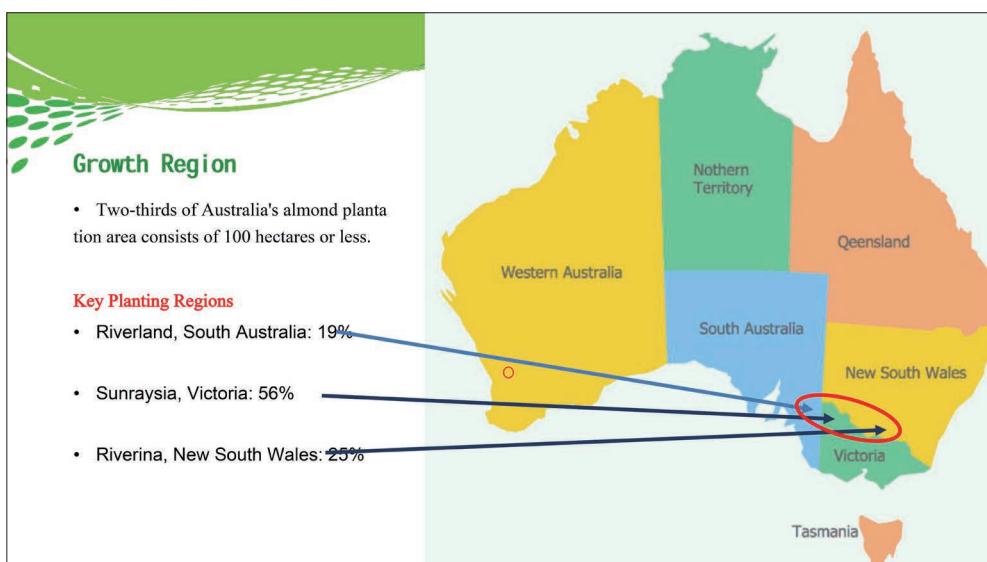 Growth Region
• Two-thirds of Australia's almond planta
tion area consists of 100 hectares or less.
Key Planting Regions
• Riverland, South Australia: 19%
• Sunraysia, Victoria: 56%
• Riverina, New South Wales: 25%
Nothern
Territory
Qeensland
Western Australia
South Australia
New South Wales
Victoria
Tasmania